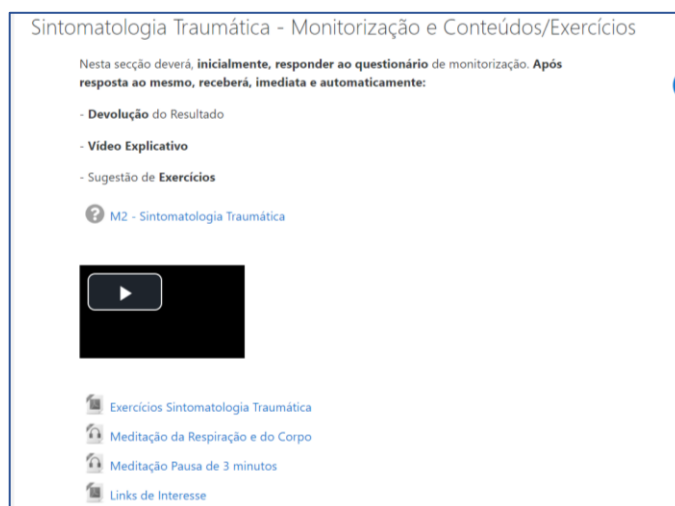 Sintomatologia Traumática - Monitorização e Conteúdos/Exercícios
Nesta secção deverá, inicialmente, responder ao questionário de monitorização. Após
resposta ao mesmo, receberá, imediata e automaticamente:
- Devolução do Resultado
- Vídeo Explicativo
- Sugestão de Exercícios
M2 - Sintomatologia Traumática
Exercícios Sintomatologia Traumática
Meditação da Respiração e do Corpo
Meditação Pausa de 3 minutos
Links de Interesse